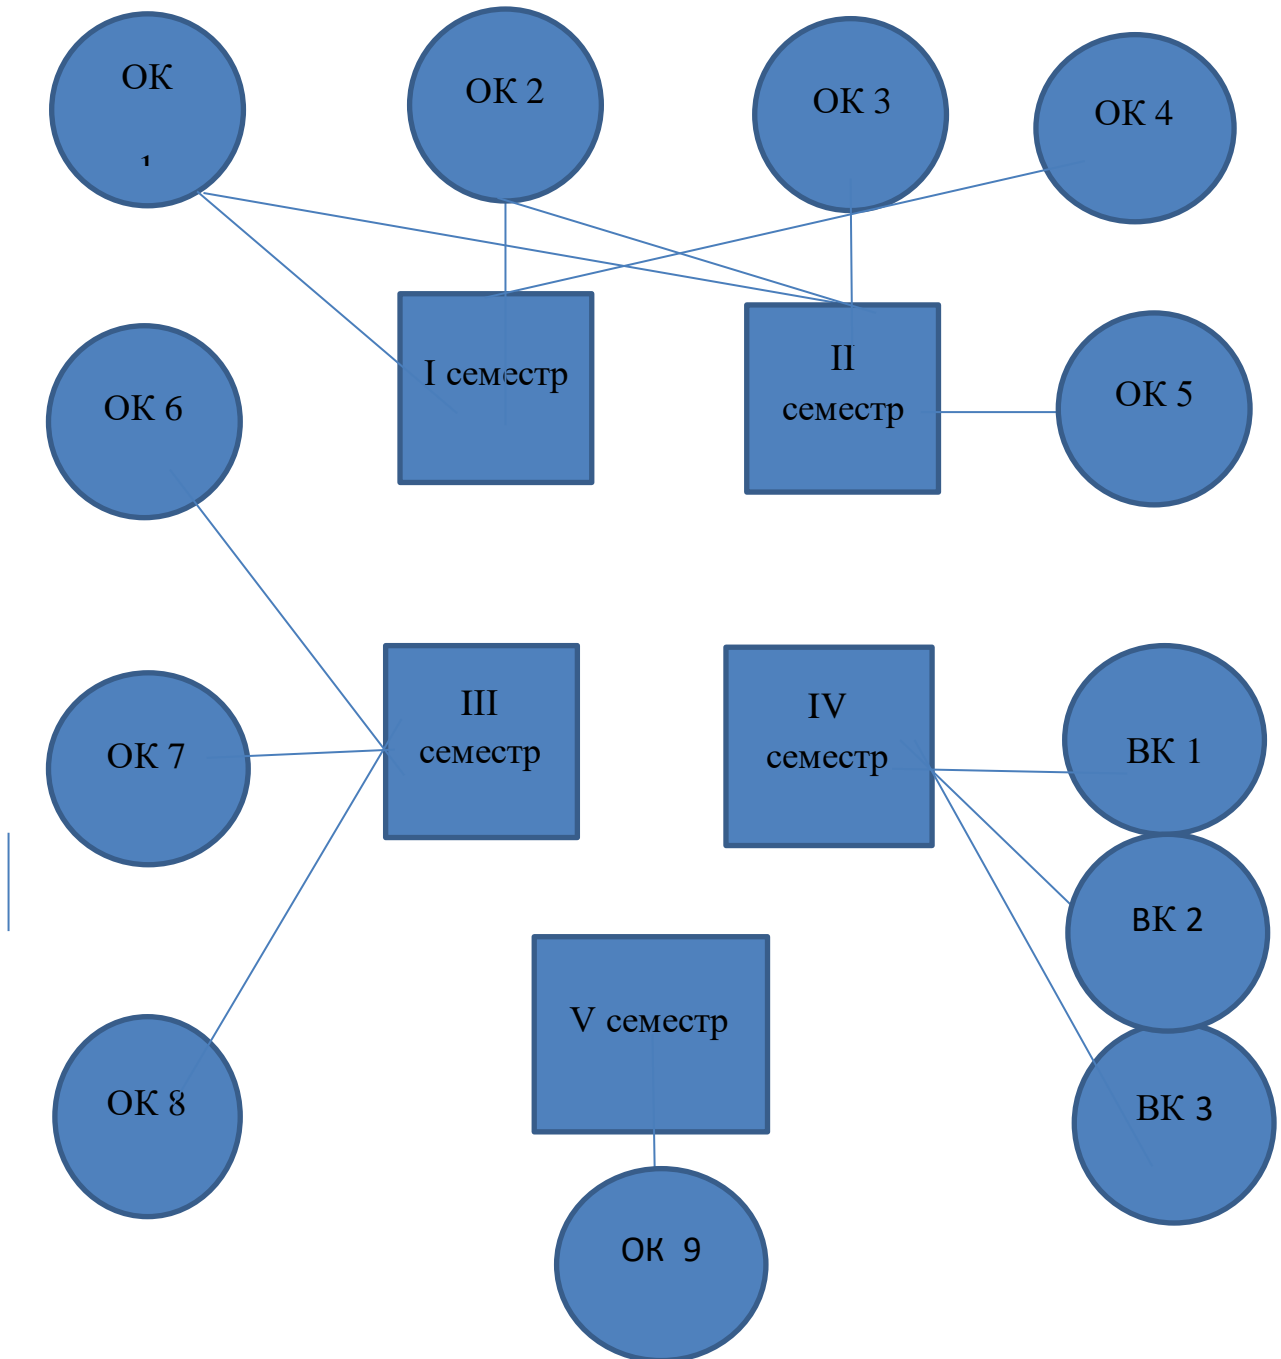 ОК
1
ОК 2
ОК 3
ОК 4
I семестр
II
семестр
ОК 5
ОК 6
III
семестр
IV
семестр
ОК 7
ВК 1
ВК 2
V семестр
ОК 8
ВК 3
ОК 9